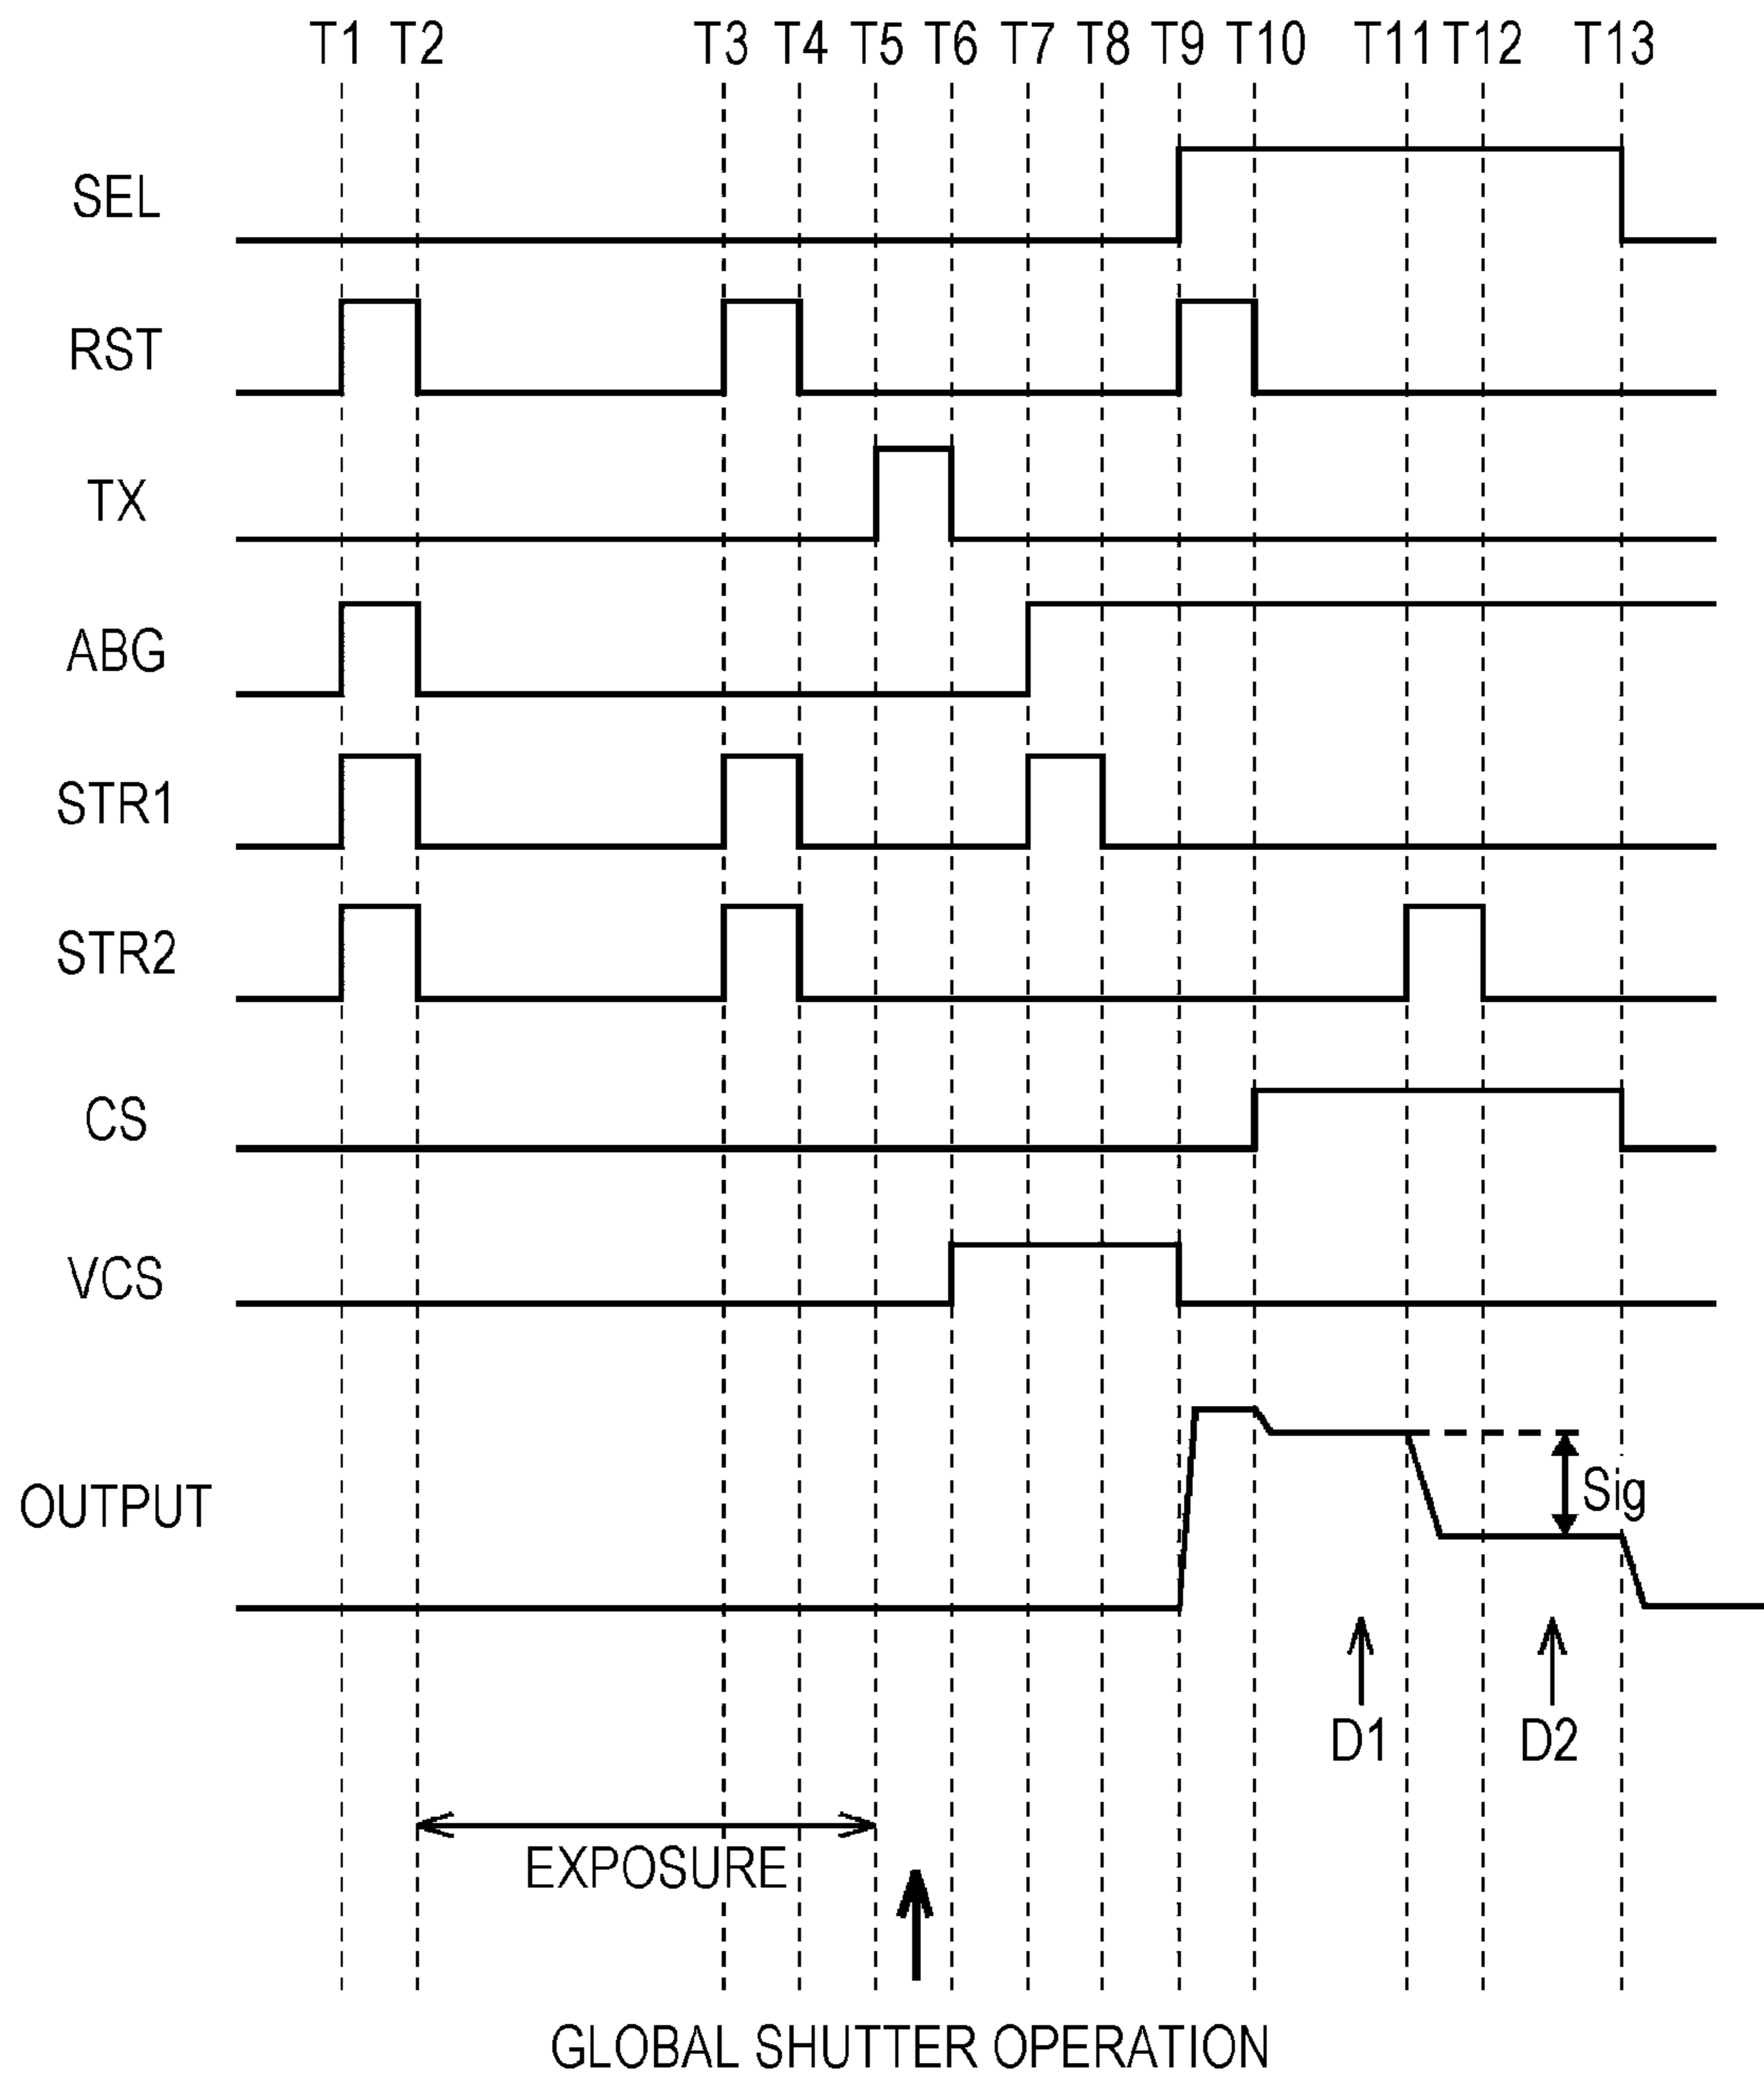 T1 T2 T3 T4 T5 T6 T7 T8 T9 T10 T11 T12 T13
SEL
RST
TX
ABG
STR1
STR2
CS
VCS
OUTPUT
Sig
D1 D2
EXPOSURE
GLOBAL SHUTTER OPERATION